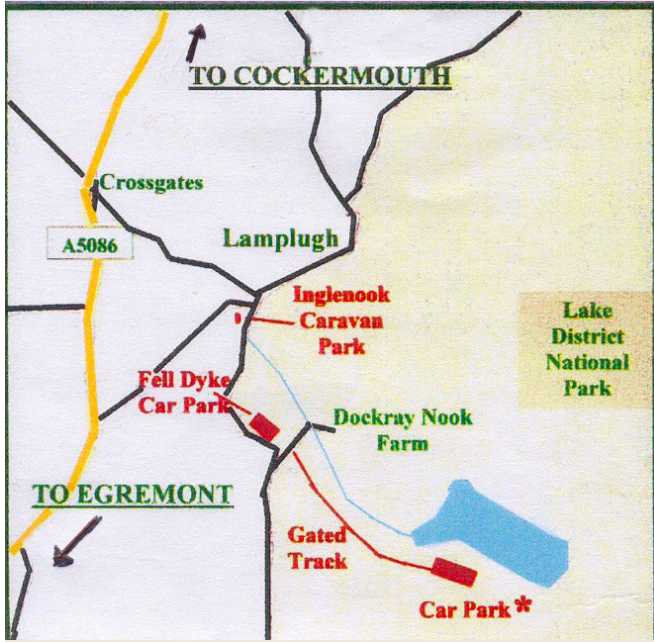 TO COCKERMOUTH
Crossgates
A5086
Lamplugh
Inglenook
Caravan
Park
Lake
District
National
Park
Fell Dyke
Car Park
Dockray Nook
Farm
TO EGREMONT
Gated
Track
Car Park *